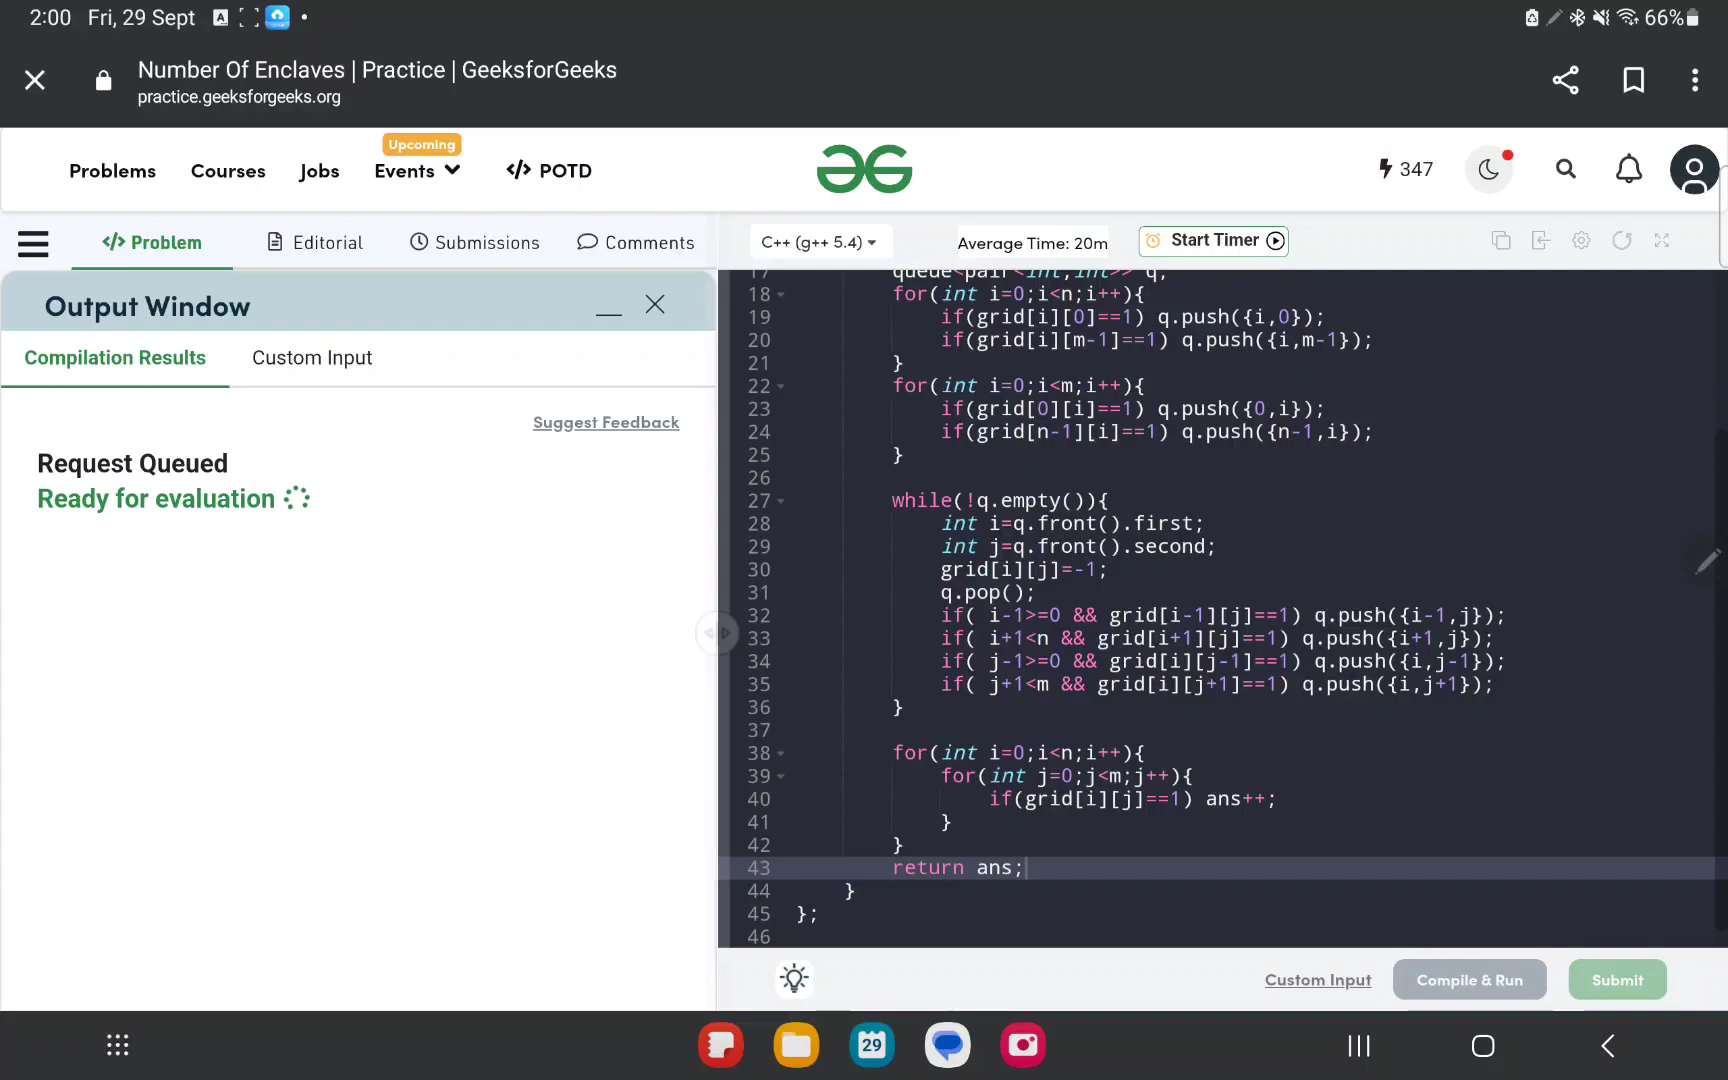 2:00 Fri, 29 Sept A
66%
Number Of Enclaves | Practice | GeeksforGeeks
practice.geeksforgeeks.org
Upcoming
Problems Courses Jobs Events </> POTD
347
</> Problem Editorial Submissions Comments
C++ (g++ 5.4) Average Time: 20m Start Timer
Output Window
Compilation Results Custom Input
Suggest Feedback
Request Queued
Ready for evaluation
17 queue<pair<int,int>> q;
18 for(int i=0;i<n;i++){
19 if(grid[i][0]==1) q.push({i,0});
20 if(grid[i][m-1]==1) q.push({i,m-1});
21 }
22 for(int i=0;i<m;i++){
23 if(grid[0][i]==1) q.push({0,i});
24 if(grid[n-1][i]==1) q.push({n-1,i});
25 }
26
27 while(!q.empty()){
28 int i=q.front().first;
29 int j=q.front().second;
30 grid[i][j]=-1;
31 q.pop();
32 if( i-1>=0 && grid[i-1][j]==1) q.push({i-1,j});
33 if( i+1<n && grid[i+1][j]==1) q.push({i+1,j});
34 if( j-1>=0 && grid[i][j-1]==1) q.push({i,j-1});
35 if( j+1<m && grid[i][j+1]==1) q.push({i,j+1});
36 }
37
38 for(int i=0;i<n;i++){
39 for(int j=0;j<m;j++){
40 if(grid[i][j]==1) ans++;
41 }
42 }
43 return ans;
44 }
45 };
46
Custom Input Compile & Run Submit
29